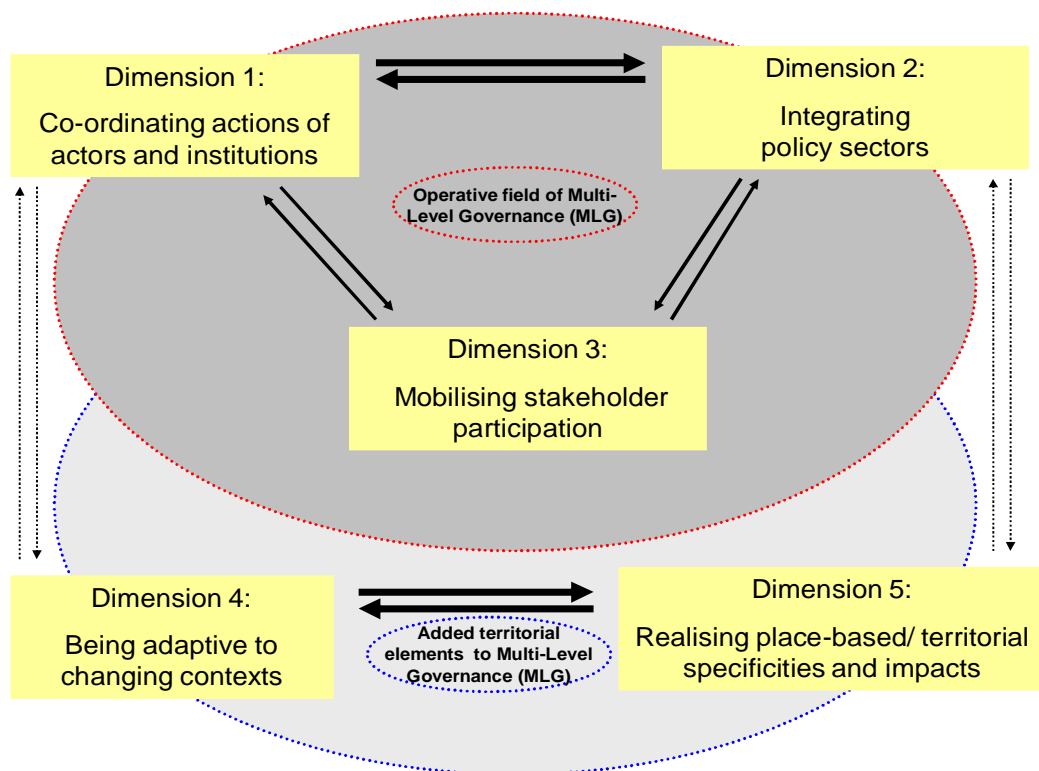 Dimension 1:
Co-ordinating actions of
actors and institutions
Dimension 2:
Integrating
policy sectors
Operative field of Multi-
Level Governance (MLG)
Dimension 3:
Mobilising stakeholder
participation
Dimension 4:
Being adaptive to
changing contexts
Added territorial
elements to Multi-Level
Governance (MLG)
Dimension 5:
Realising place-based/ territorial
specificities and impacts